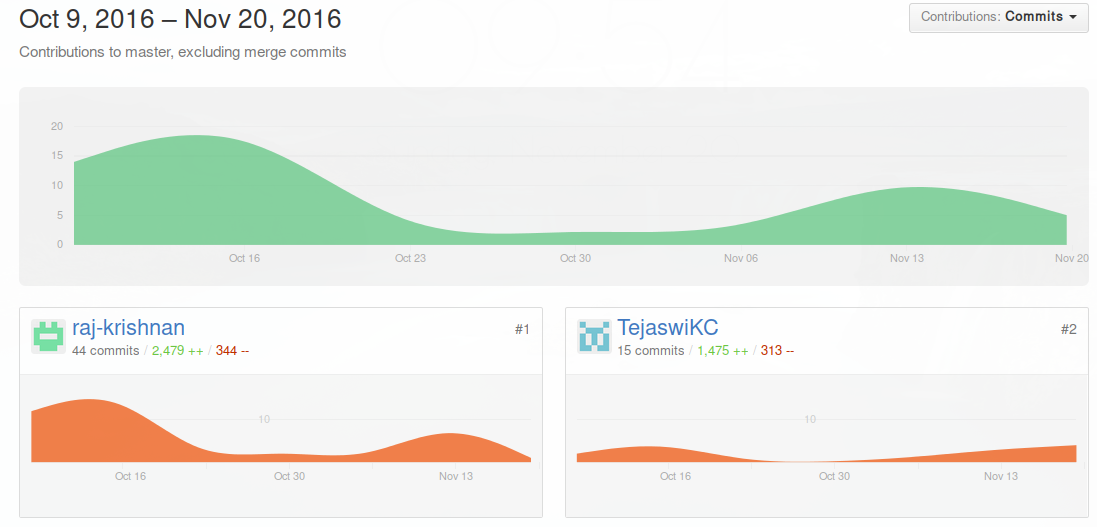 Oct 9, 2016 – Nov 20, 2016
Contributions: Commits
Contributions to master, excluding merge commits
20
15
10
5
0
Oct 16 Oct 23 Oct 30 Nov 06 Nov 13 Nov 20
raj-krishnan #1
44 commits / 2,479 ++ / 344 --
10
Oct 16 Oct 30 Nov 13
TejaswiKC #2
15 commits / 1,475 ++ / 313 --
10
Oct 16 Oct 30 Nov 13